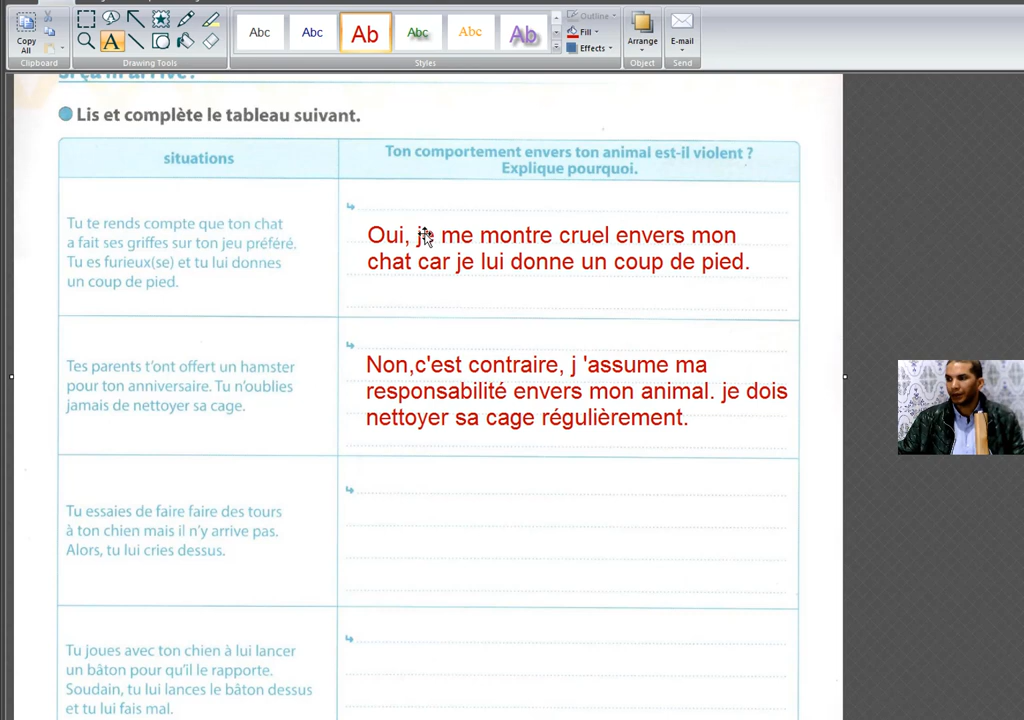 Copy
All
Clipboard
Drawing Tools
Abc
Abc
Ab
Abc
Abc
Ab
Styles
Outline
Fill
Effects
Arrange
Object
E-mail
Send
Si ça m'arrive?
Lis et complète le tableau suivant.
situations
Ton comportement envers ton animal est-il violent ?
Explique pourquoi.
Tu te rends compte que ton chat
a fait ses griffes sur ton jeu préféré.
Tu es furieux(se) et tu lui donnes
un coup de pied.
Oui, je me montre cruel envers mon
chat car je lui donne un coup de pied.
Tes parents t'ont offert un hamster
pour ton anniversaire. Tu n'oublies
jamais de nettoyer sa cage.
Non,c'est contraire, j 'assume ma
responsabilité envers mon animal. je dois
nettoyer sa cage régulièrement.
Tu essaies de faire faire des tours
à ton chien mais il n'y arrive pas.
Alors, tu lui cries dessus.
Tu joues avec ton chien à lui lancer
un bâton pour qu'il le rapporte.
Soudain, tu lui lances le bâton dessus
et tu lui fais mal.